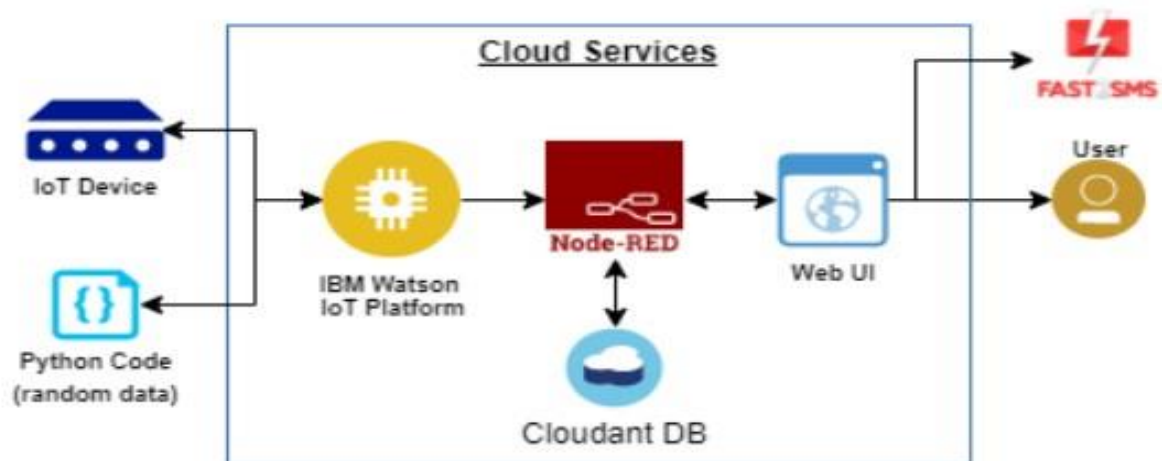 Cloud Services
FAST2SMS
IoT Device
User
Node-RED
IBM Watson
IoT Platform
Web UI
Python Code
(random data)
{ }
Cloudant DB